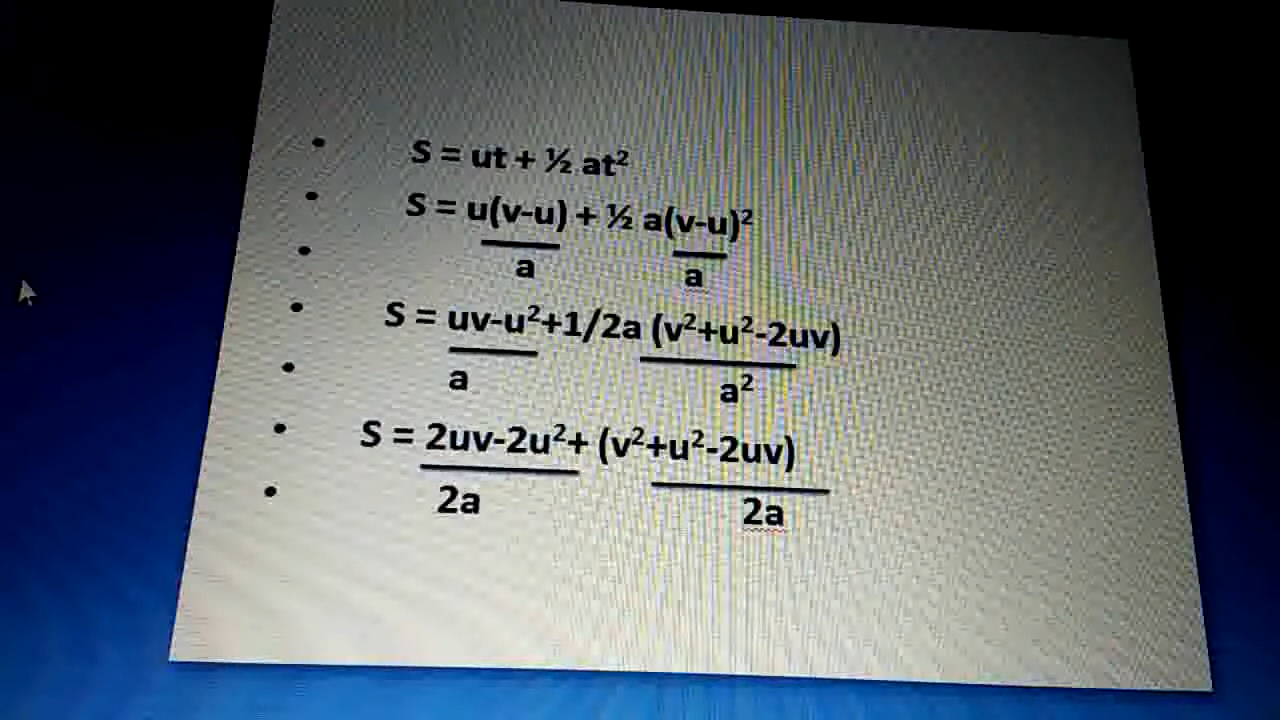 • S = ut + ½ at²
• S = u(v-u) + ½ a(v-u)²
• a a
• S = uv-u²+1/2a (v²+u²-2uv)
• a a²
• S = 2uv-2u²+ (v²+u²-2uv)
• 2a 2a